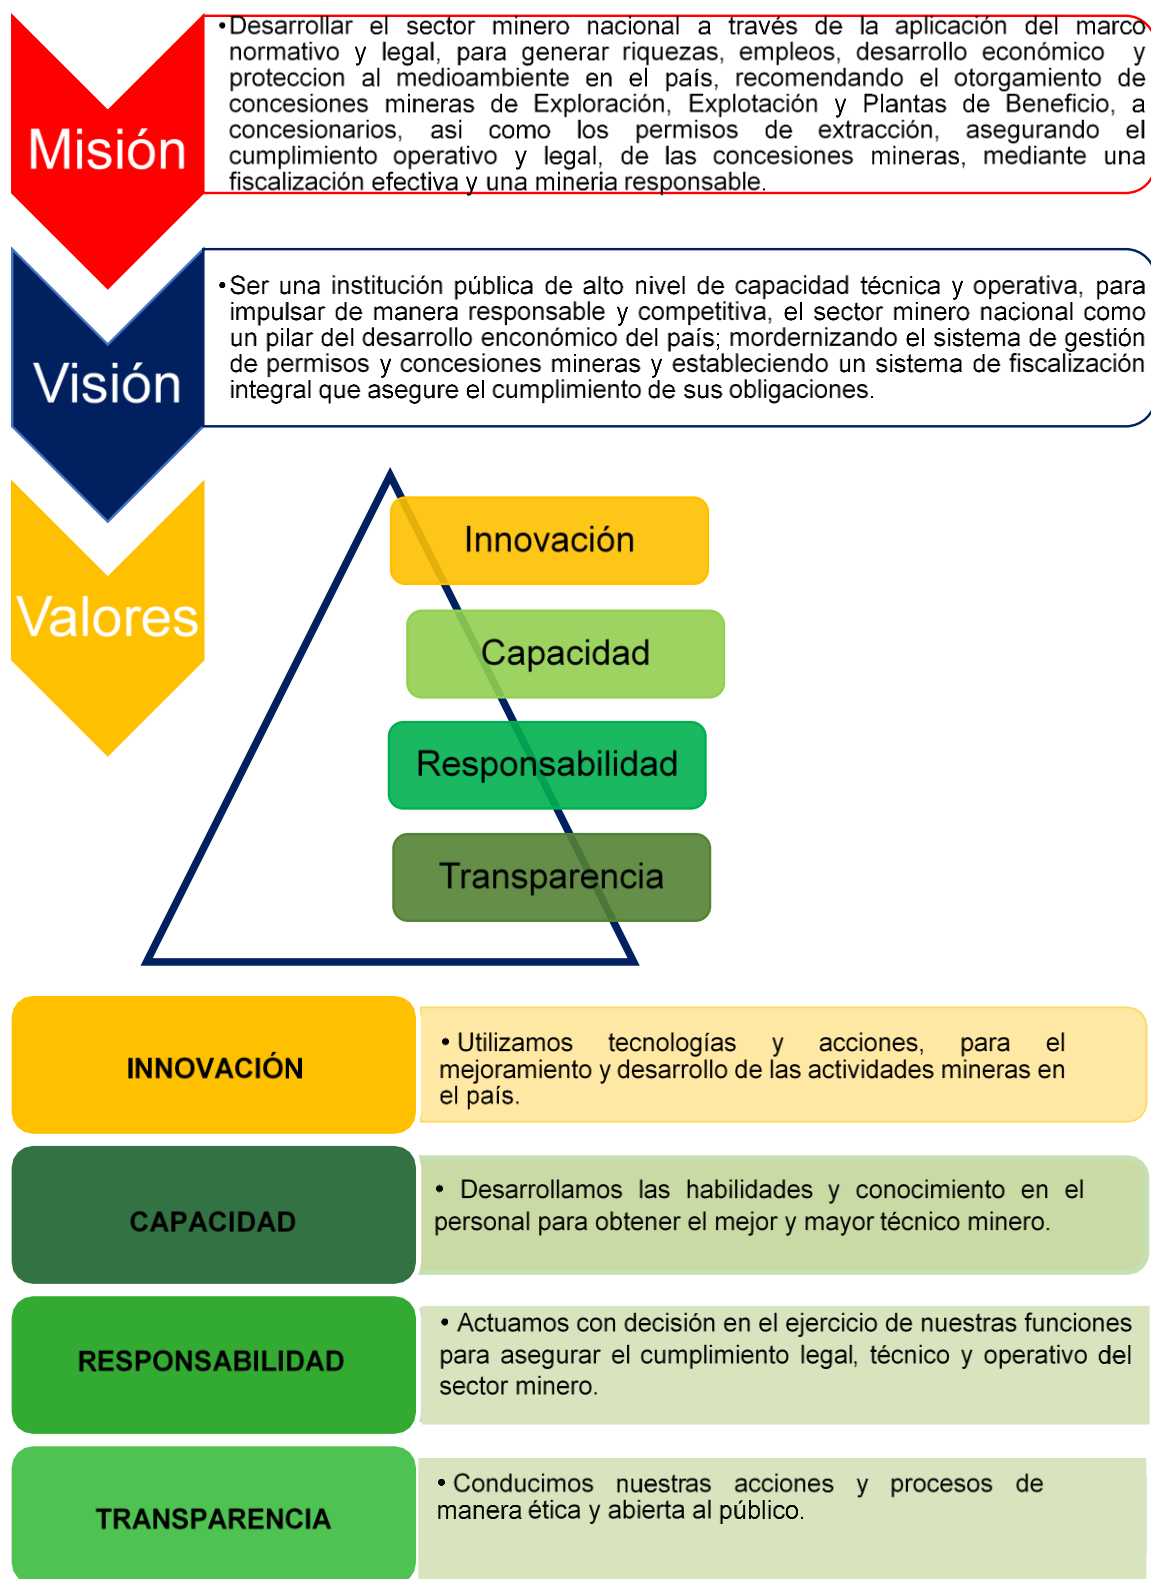 Misión
•Desarrollar el sector minero nacional a través de la aplicación del marco
normativo y legal, para generar riquezas, empleos, desarrollo económico y
proteccion al medioambiente en el país, recomendando el otorgamiento de
concesiones mineras de Exploración, Explotación y Plantas de Beneficio, a
concesionarios, asi como los permisos de extracción, asegurando el
cumplimiento operativo y legal, de las concesiones mineras, mediante una
fiscalización efectiva y una mineria responsable.
Visión
•Ser una institución pública de alto nivel de capacidad técnica y operativa, para
impulsar de manera responsable y competitiva, el sector minero nacional como
un pilar del desarrollo enconómico del país; mordernizando el sistema de gestión
de permisos y concesiones mineras y estableciendo un sistema de fiscalización
integral que asegure el cumplimiento de sus obligaciones.
Valores
Innovación
Capacidad
Responsabilidad
Transparencia
INNOVACIÓN
• Utilizamos tecnologías y acciones, para el
mejoramiento y desarrollo de las actividades mineras en
el país.
CAPACIDAD
• Desarrollamos las habilidades y conocimiento en el
personal para obtener el mejor y mayor técnico minero.
RESPONSABILIDAD
• Actuamos con decisión en el ejercicio de nuestras funciones
para asegurar el cumplimiento legal, técnico y operativo del
sector minero.
TRANSPARENCIA
• Conducimos nuestras acciones y procesos de
manera ética y abierta al público.